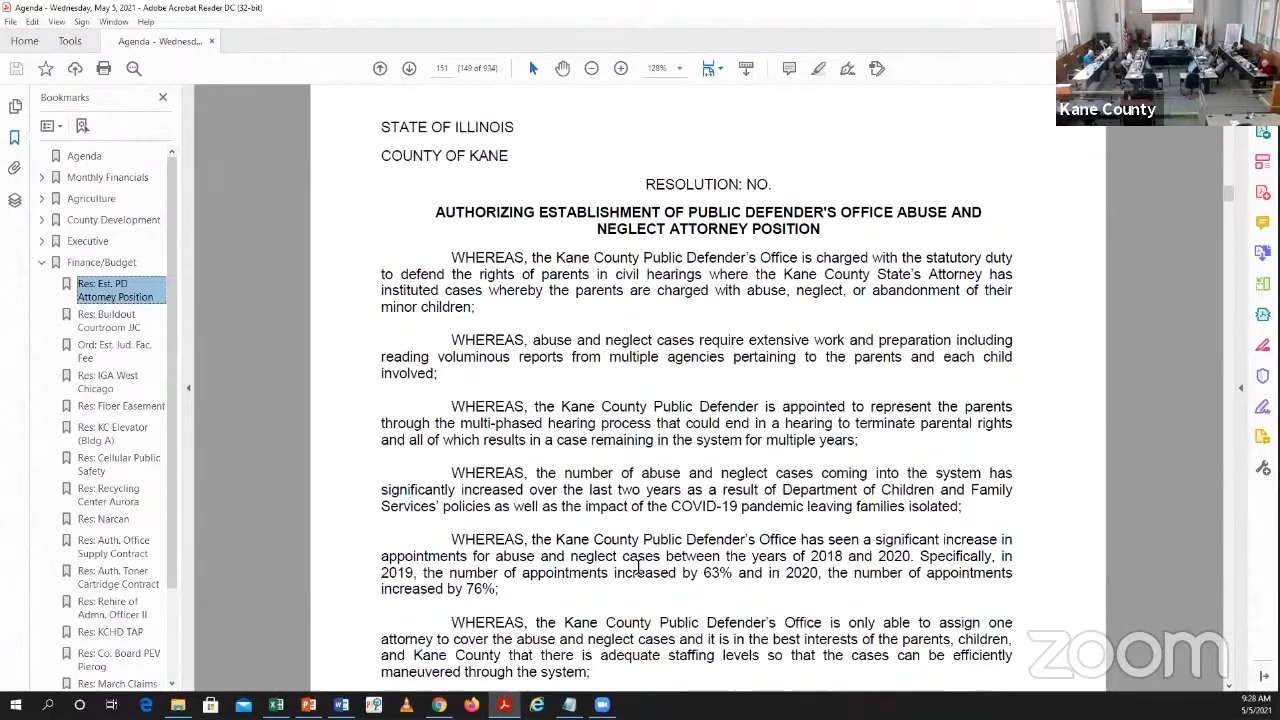 Agenda - Wednesday, May 5, 2021 - Adobe Acrobat Reader DC (32-bit)
File Edit View Sign Window Help
Home Tools Agenda - Wednesd... ×
151 (149 of 934) 128%
Kane County
Bookmarks
Agenda
Monthly Financials
Agriculture
County Development
Executive
Finance/Budget
Res: Est. PD
Attorney Position
Res: Buildout
Courtroom JJC
Ord: Est. Jud. Fac.
Fee
Res: IGA West
Chicago
Res: Fiber Easement
Res: KC Elevator
(Bldg A)
Res: Cellular Public
Safety
Res: Recycling
Center Aurora
Res: Narcan
Res: Auth. Office
Supply Contract
Res: Auth. Toner
Cartridge Contract
Res: Rehire of
Admn. Officer II
Res: KCHD TAP
Res: Co. Board PEV
Pierog
Res: March Claims
STATE OF ILLINOIS
COUNTY OF KANE
RESOLUTION: NO.
AUTHORIZING ESTABLISHMENT OF PUBLIC DEFENDER'S OFFICE ABUSE AND
NEGLECT ATTORNEY POSITION
WHEREAS, the Kane County Public Defender's Office is charged with the statutory duty
to defend the rights of parents in civil hearings where the Kane County State's Attorney has
instituted cases whereby the parents are charged with abuse, neglect, or abandonment of their
minor children;
WHEREAS, abuse and neglect cases require extensive work and preparation including
reading voluminous reports from multiple agencies pertaining to the parents and each child
involved;
WHEREAS, the Kane County Public Defender is appointed to represent the parents
through the multi-phased hearing process that could end in a hearing to terminate parental rights
and all of which results in a case remaining in the system for multiple years;
WHEREAS, the number of abuse and neglect cases coming into the system has
significantly increased over the last two years as a result of Department of Children and Family
Services' policies as well as the impact of the COVID-19 pandemic leaving families isolated;
WHEREAS, the Kane County Public Defender's Office has seen a significant increase in
appointments for abuse and neglect cases between the years of 2018 and 2020. Specifically, in
2019, the number of appointments increased by 63% and in 2020, the number of appointments
increased by 76%;
WHEREAS, the Kane County Public Defender's Office is only able to assign one
attorney to cover the abuse and neglect cases and it is in the best interests of the parents, children,
and Kane County that there is adequate staffing levels so that the cases can be efficiently
maneuvered through the system;
zoom
9:28 AM
5/5/2021